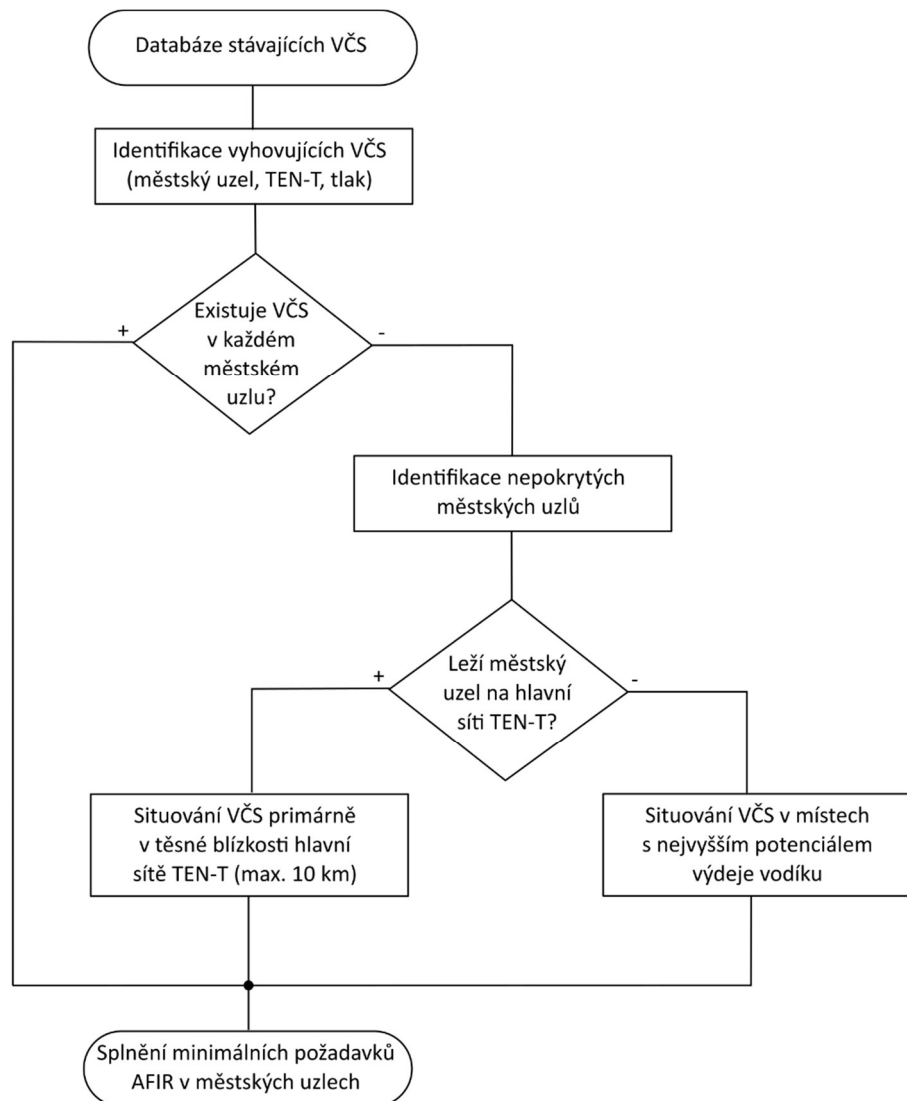 Databáze stávajících VČS
Identifikace vyhovujících VČS
(městský uzel, TEN-T, tlak)
Existuje VČS
v každém
městském
uzlu?
+
-
Identifikace nepokrytých
městských uzlů
Leží městský
uzel na hlavní
síti TEN-T?
+
-
Situování VČS primárně
v těsné blízkosti hlavní
sítě TEN-T (max. 10 km)
Situování VČS v místech
s nejvyšším potenciálem
výdeje vodíku
Splnění minimálních požadavků
AFIR v městských uzlech